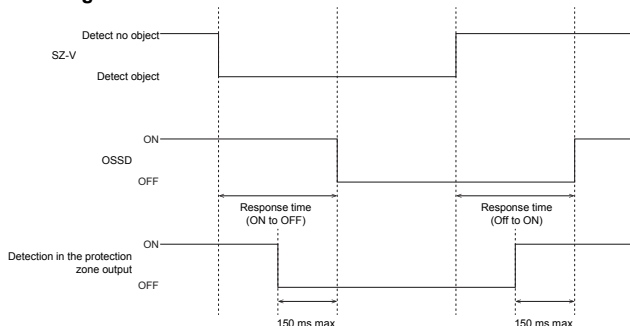 Detect no object
SZ-V
Detect object
ON
OSSD
OFF
Response time
(ON to OFF)
Response time
(Off to ON)
ON
Detection in the protection
zone output
OFF
150 ms max
150 ms max